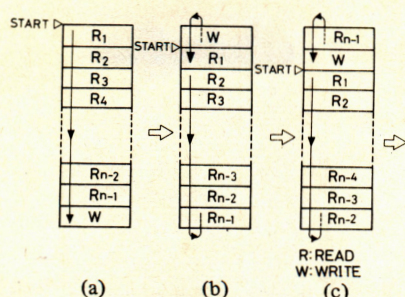 START
R1
R2
R3
R4
Rn-2
Rn-1
W
(a)
START
W
R1
R2
R3
Rn-3
Rn-2
Rn-1
(b)
START
Rn-1
W
R1
R2
Rn-4
Rn-3
Rn-2
R: READ
W: WRITE
(c)